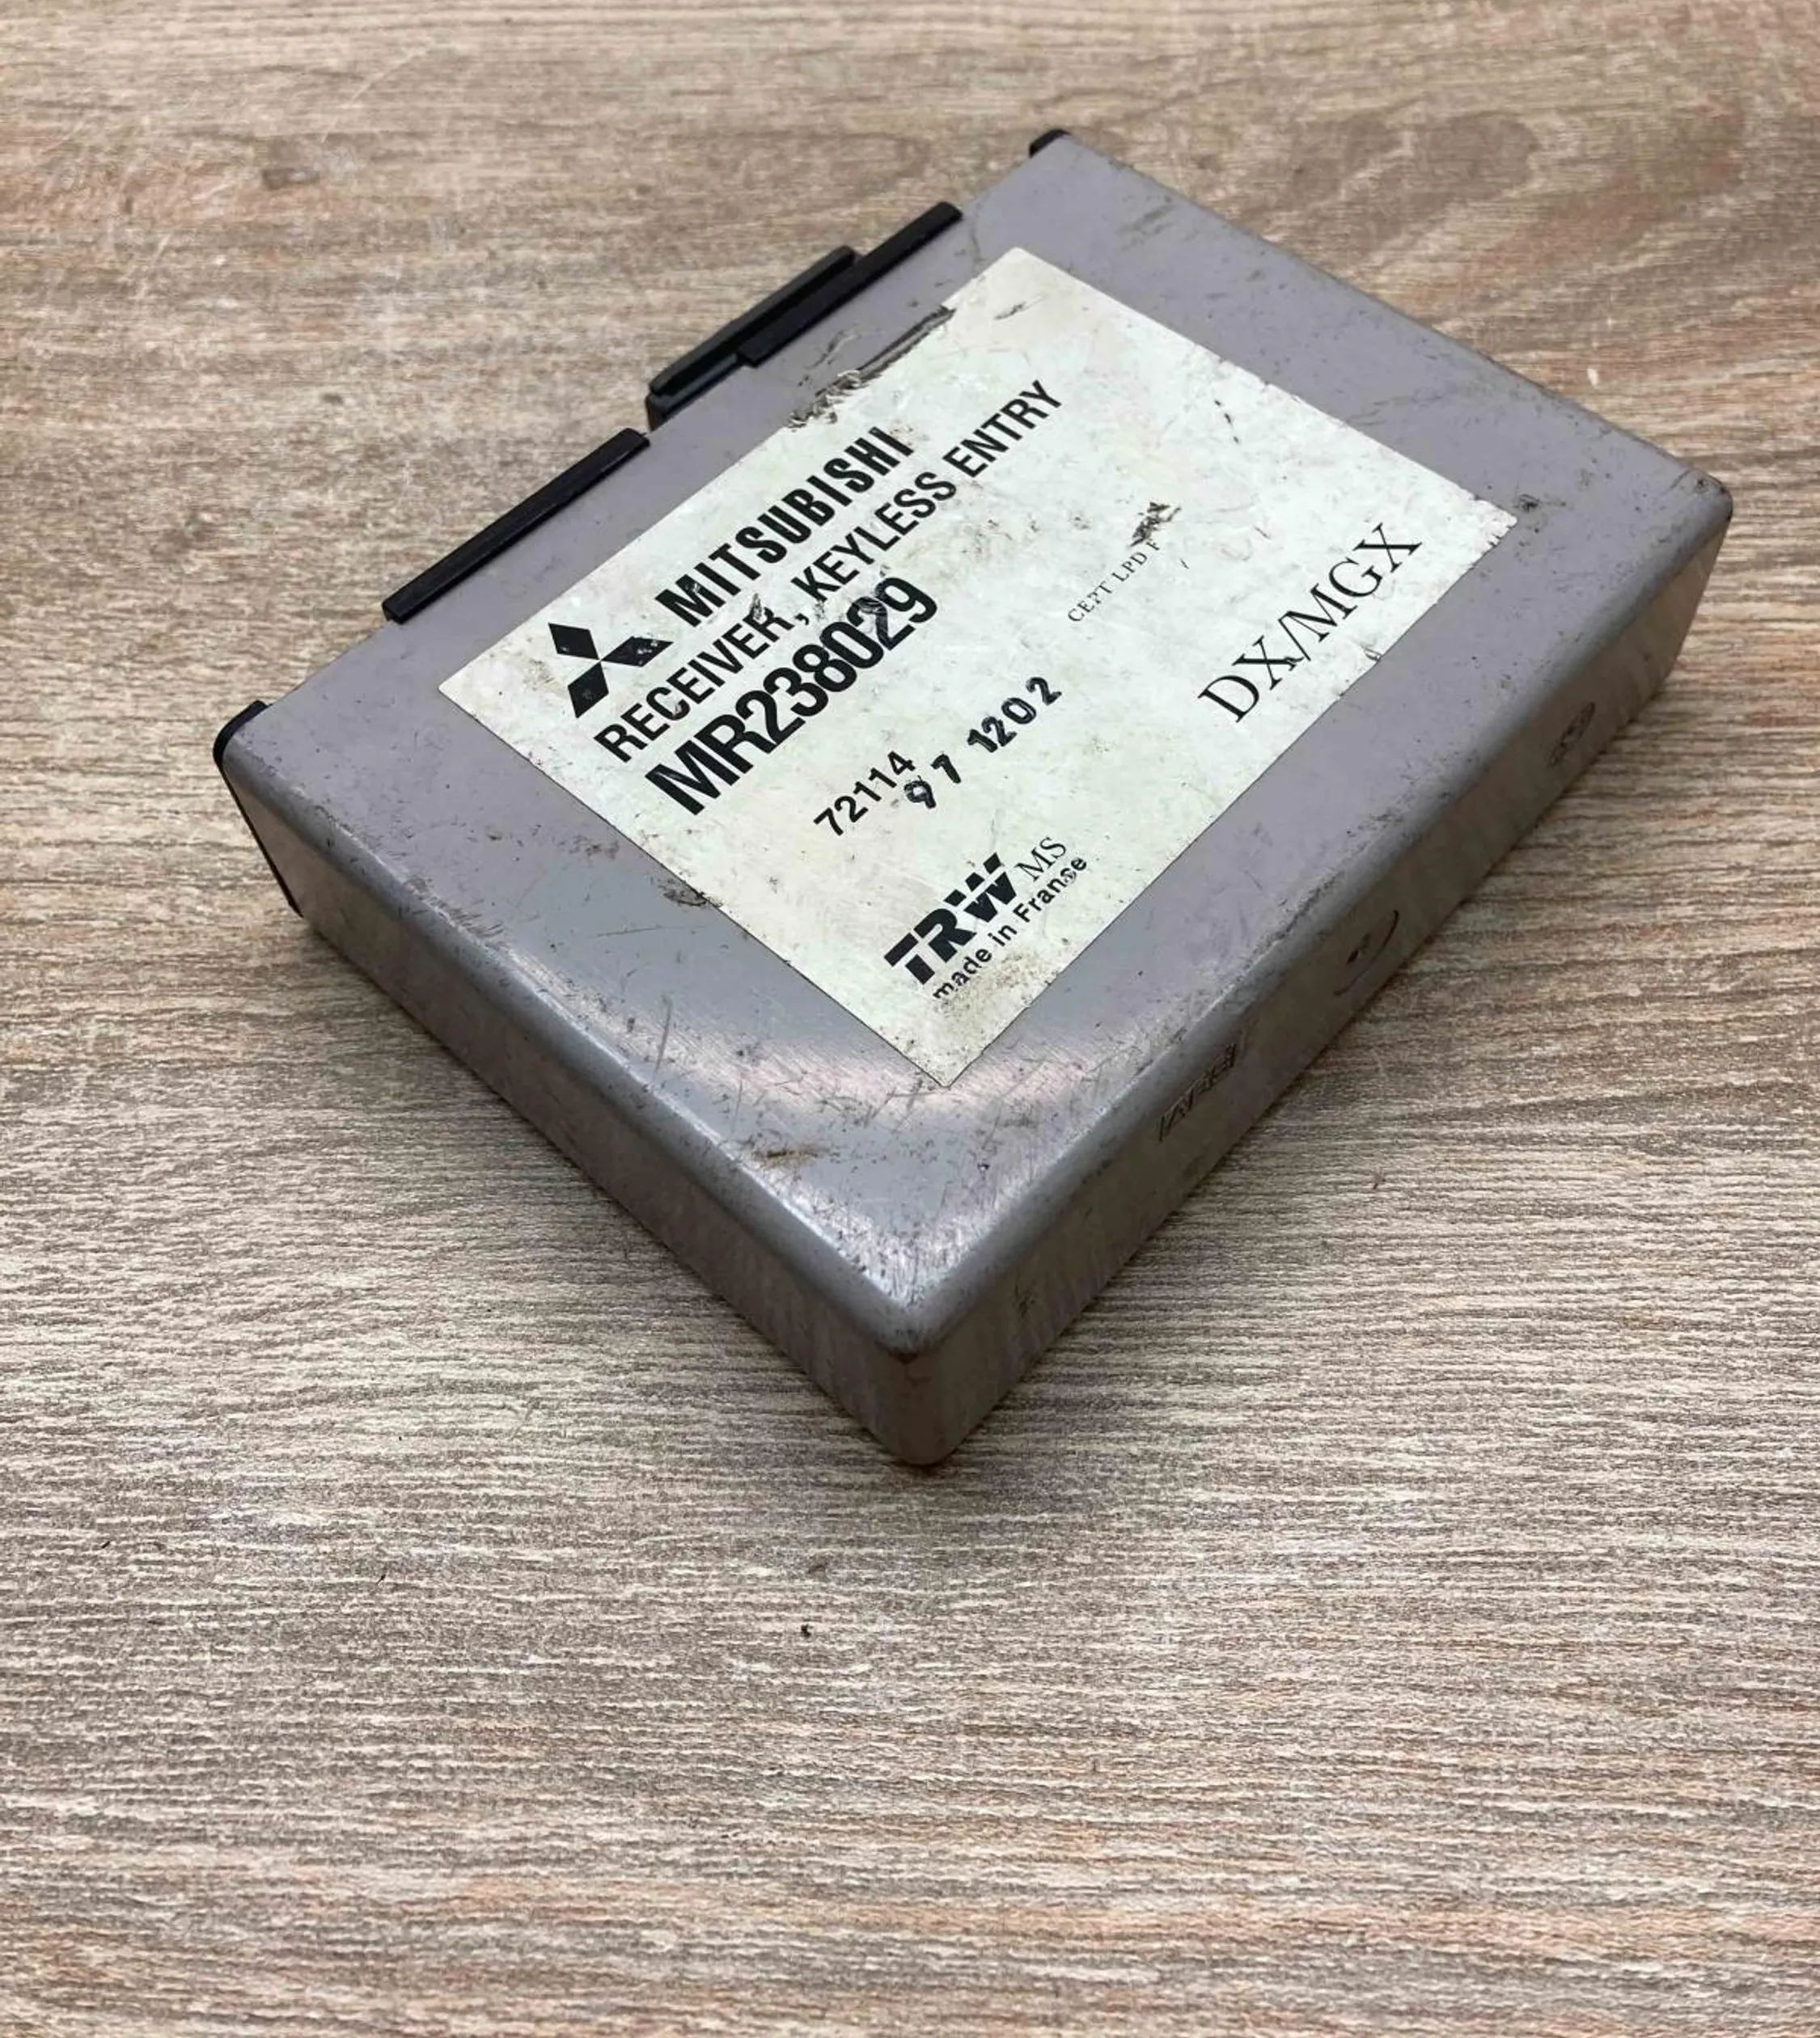 MITSUBISHI
RECEIVER, KEYLESS ENTRY
MR238029
CEPT LPD F
72114
97 1202
DX/MGX
TRW MS
made in France